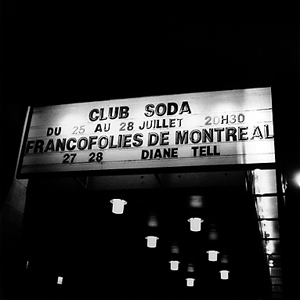 CLUB SODA
DU 25 AU 28 JUILLET 20H30
FRANCOFOLIES DE MONTREAL
27 28 DIANE TELL